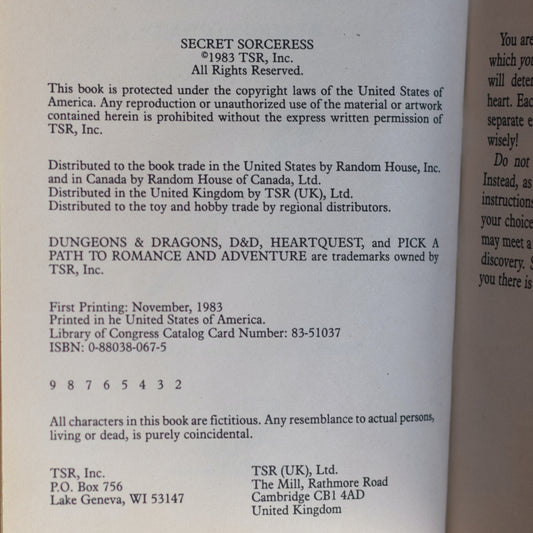 SECRET SORCERESS
©1983 TSR, Inc.
All Rights Reserved.
This book is protected under the copyright laws of the United States of
America. Any reproduction or unauthorized use of the material or artwork
contained herein is prohibited without the express written permission of
TSR, Inc.
Distributed to the book trade in the United States by Random House, Inc.
and in Canada by Random House of Canada, Ltd.
Distributed in the United Kingdom by TSR (UK), Ltd.
Distributed to the toy and hobby trade by regional distributors.
DUNGEONS & DRAGONS, D&D, HEARTQUEST, and PICK A
PATH TO ROMANCE AND ADVENTURE are trademarks owned by
TSR, Inc.
First Printing: November, 1983
Printed in he United States of America.
Library of Congress Catalog Card Number: 83-51037
ISBN: 0-88038-067-5
9 8 7 6 5 4 3 2
All characters in this book are fictitious. Any resemblance to actual persons,
living or dead, is purely coincidental.
TSR, Inc.
P.O. Box 756
Lake Geneva, WI 53147
TSR (UK), Ltd.
The Mill, Rathmore Road
Cambridge CB1 4AD
United Kingdom
You are
which you
will deter
heart. Eac
separate e
wisely!
Do not
Instead, as
instructions
your choice
may meet a
discovery.
you there is